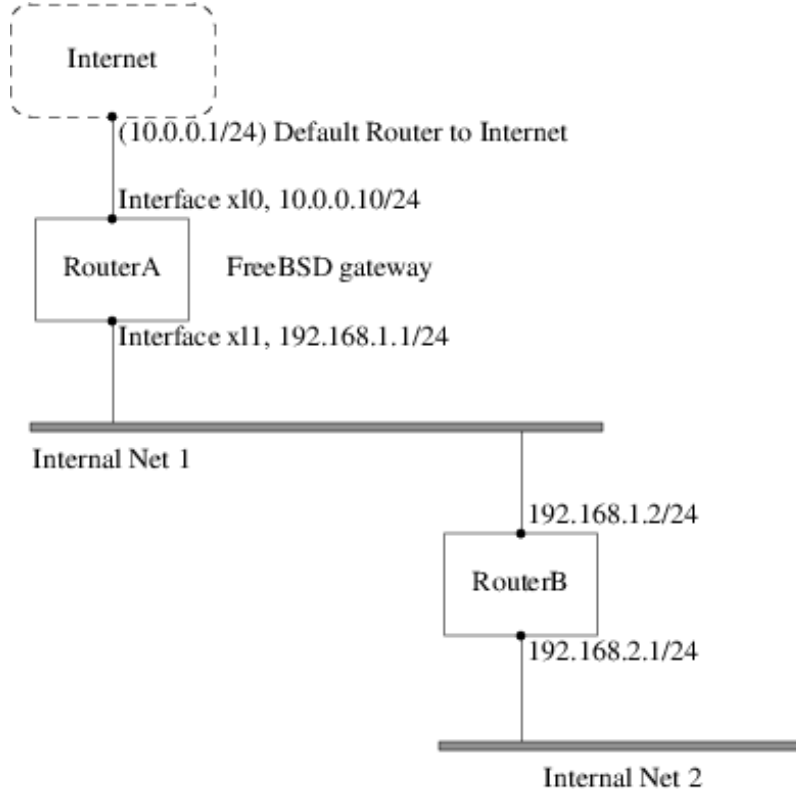 Internet
(10.0.0.1/24) Default Router to Internet
Interface xl0, 10.0.0.10/24
RouterA
FreeBSD gateway
Interface xl1, 192.168.1.1/24
Internal Net 1
192.168.1.2/24
RouterB
192.168.2.1/24
Internal Net 2